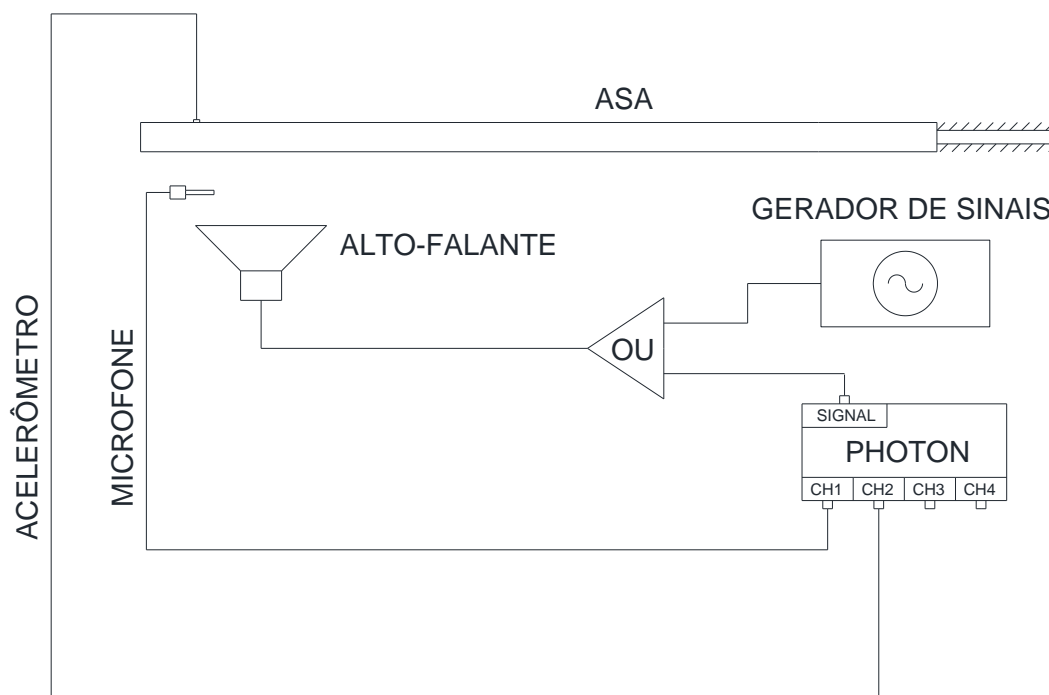 ASA
GERADOR DE SINAIS
ALTO-FALANTE
OU
ACELERÔMETRO
MICROFONE
SIGNAL
PHOTON
CH1 CH2 CH3 CH4